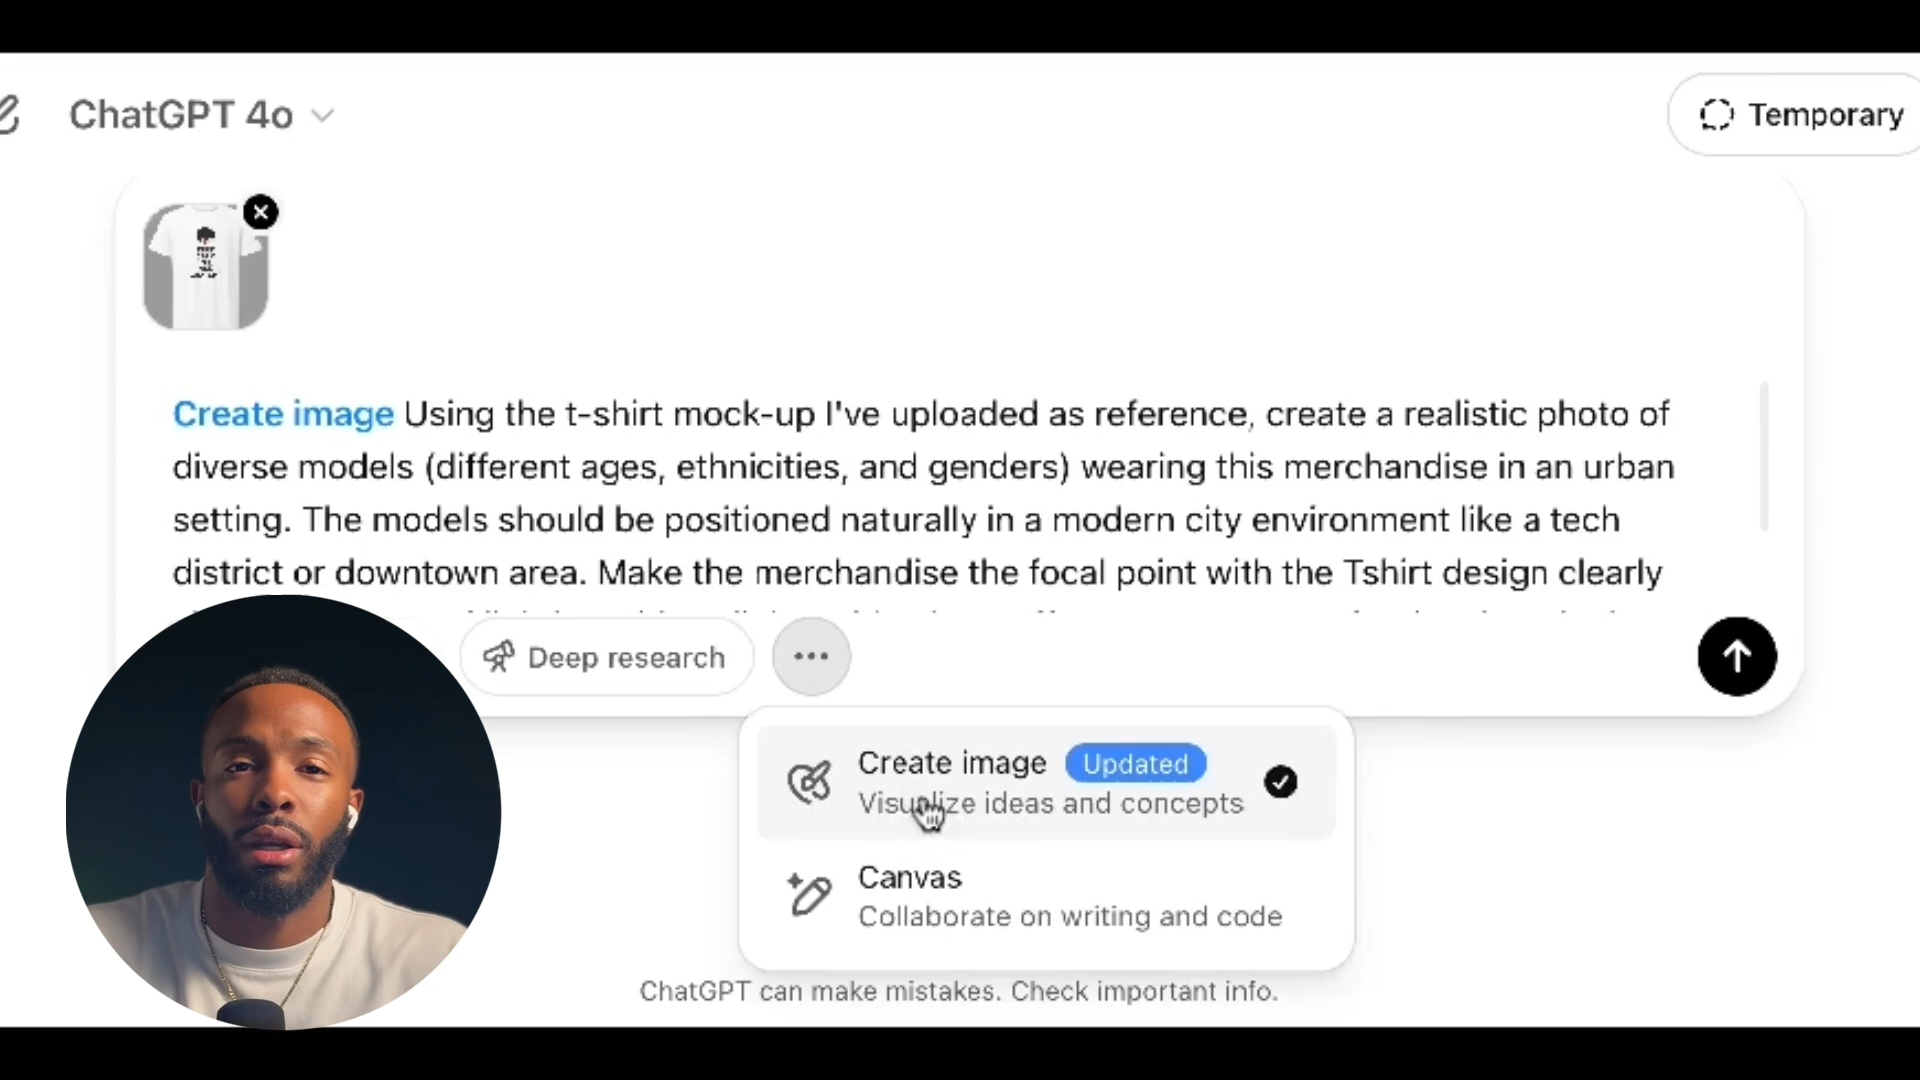 ChatGPT 4o
Temporary
Create image Using the t-shirt mock-up I've uploaded as reference, create a realistic photo of
diverse models (different ages, ethnicities, and genders) wearing this merchandise in an urban
setting. The models should be positioned naturally in a modern city environment like a tech
district or downtown area. Make the merchandise the focal point with the Tshirt design clearly
Deep research
Create image Updated
Visualize ideas and concepts
Canvas
Collaborate on writing and code
ChatGPT can make mistakes. Check important info.